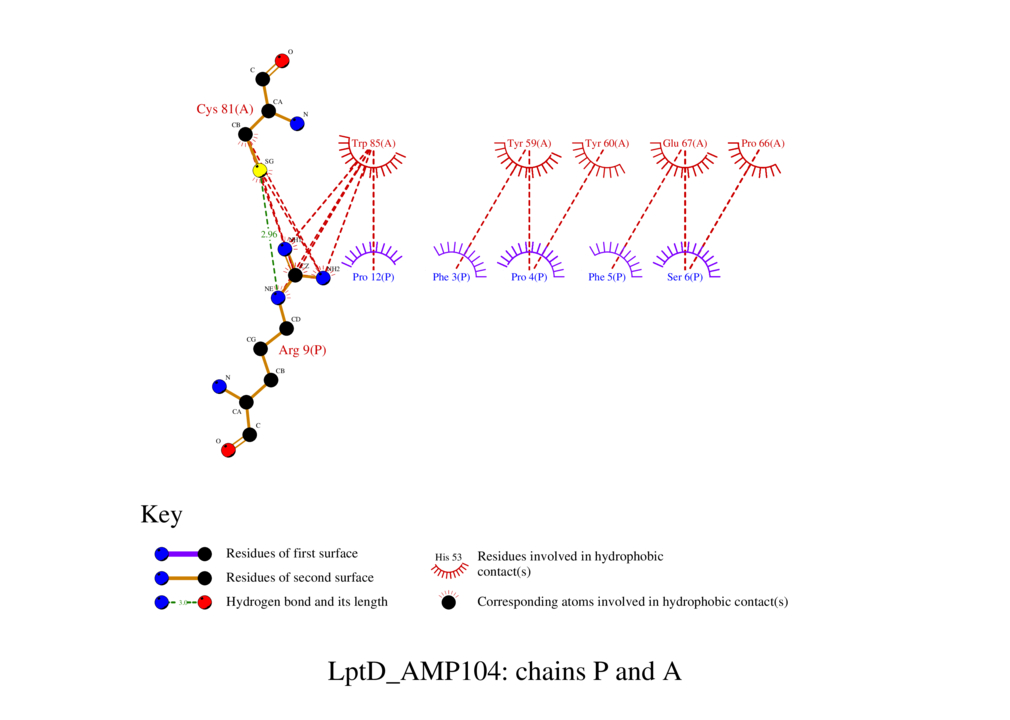 O
C
CA
Cys 81(A)
N
CB
SG
Trp 85(A)
Tyr 59(A)
Tyr 60(A)
Glu 67(A)
Pro 66(A)
2.96
NH2
Pro 12(P)
Phe 3(P)
Pro 4(P)
Phe 5(P)
Ser 6(P)
NE
CD
CG
Arg 9(P)
CB
N
CA
C
O
Key
Residues of first surface
Residues of second surface
Hydrogen bond and its length
3.0
His 53
Residues involved in hydrophobic
contact(s)
Corresponding atoms involved in hydrophobic contact(s)
LptD_AMP104: chains P and A